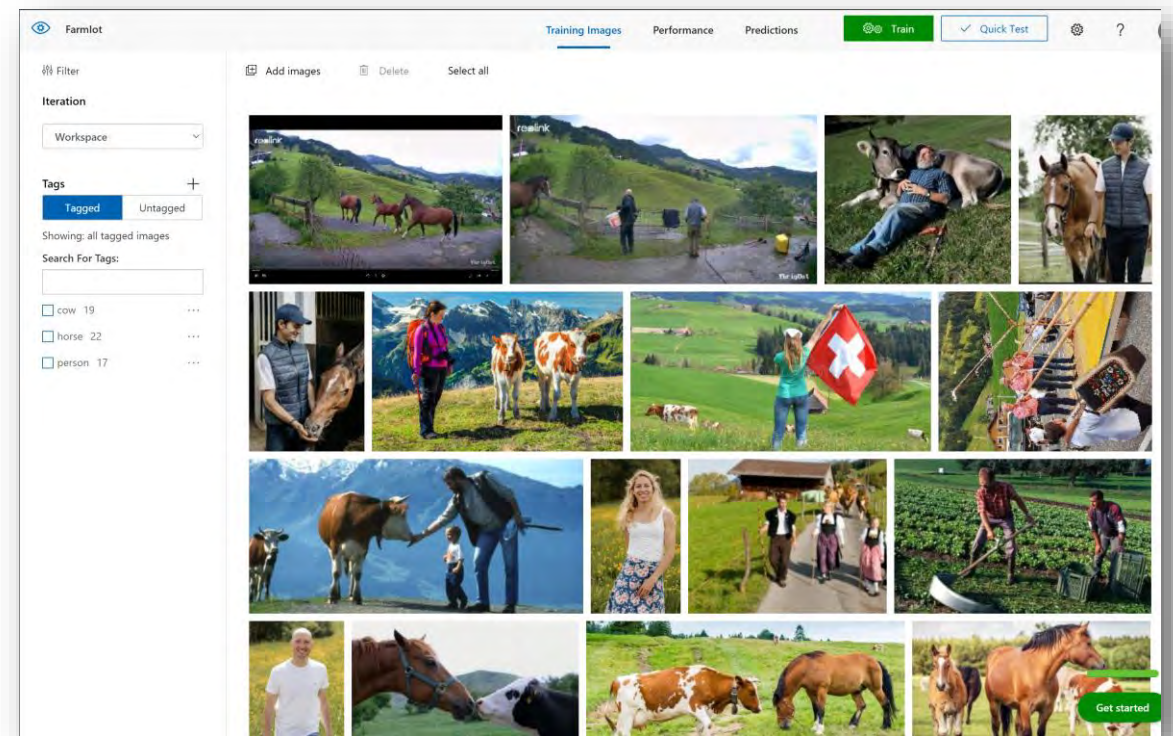 FarmIot
Training Images
Performance
Predictions
Train
Quick Test
?
Filter
Add images
Delete
Select all
Iteration
Workspace
Tags
Tagged
Untagged
Showing: all tagged images
Search For Tags:
cow 19
horse 22
person 17
reolink
reolink
Get started